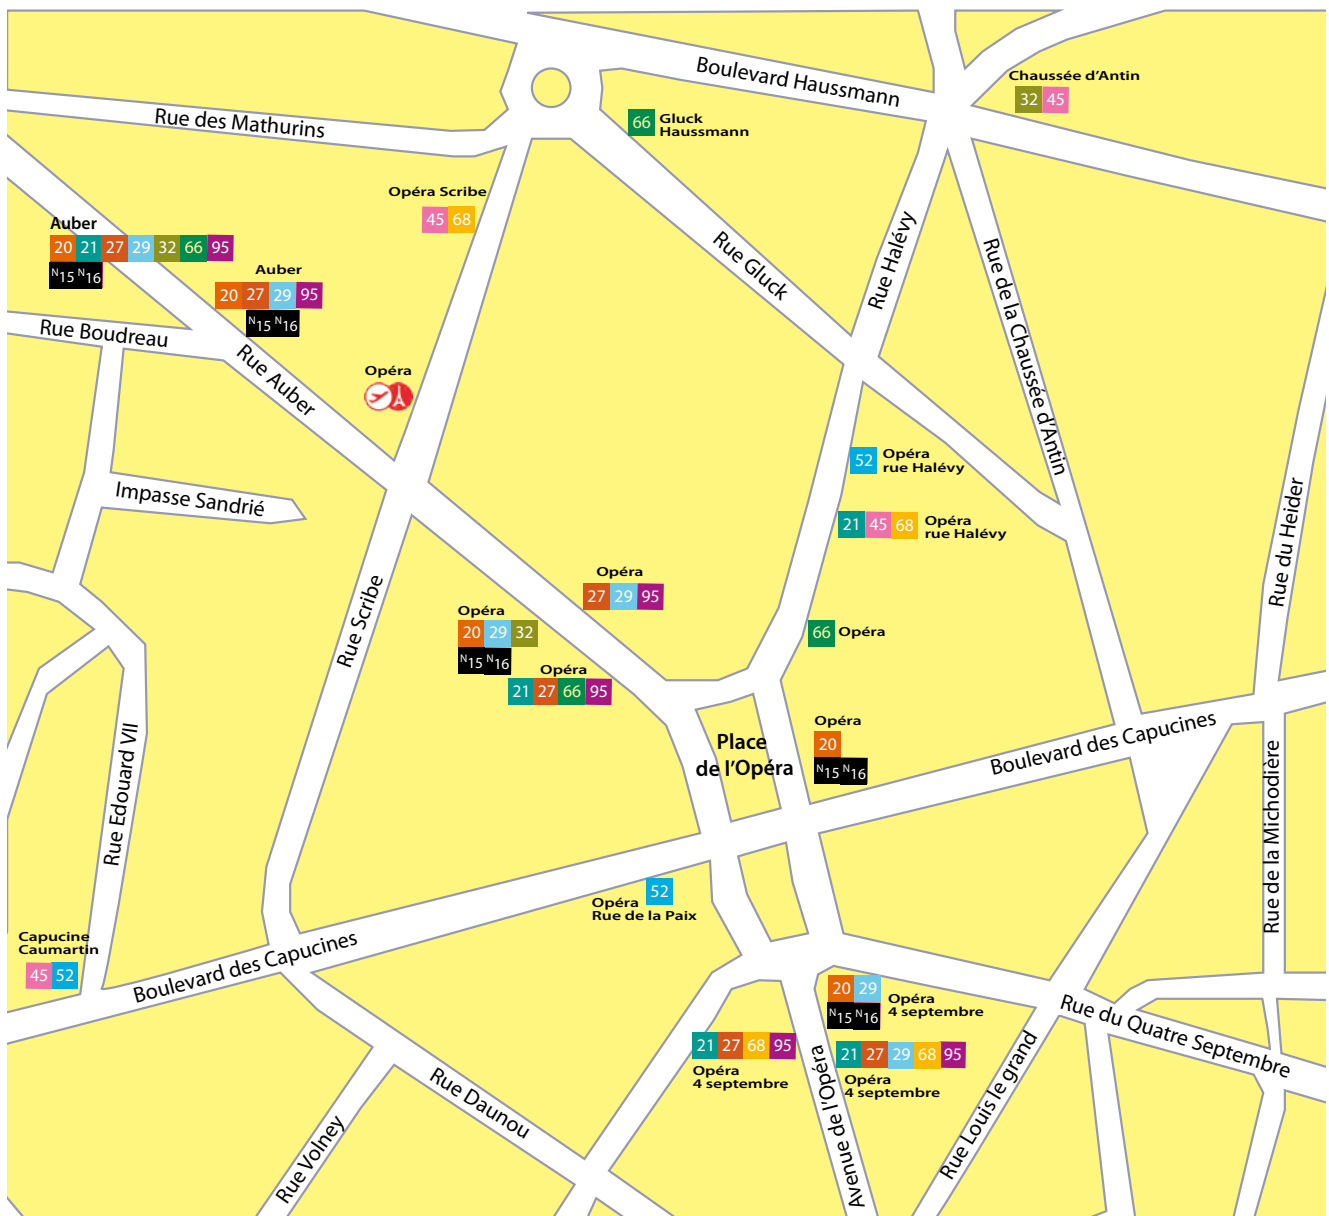 Boulevard Haussmann
Chaussée d'Antin
32 45
Rue des Mathurins
66 Gluck
Haussmann
Opéra Scribe
45 68
Auber
20 21 27 29 32 66 95
N15 N16
Auber
20 27 29 95
N15 N16
Rue Gluck
Rue Halévy
Rue de la Chaussée d'Antin
Rue Boudreau
Rue Auber
Opéra
52 Opéra
rue Halévy
Impasse Sandrié
21 45 68 Opéra
rue Halévy
Rue du Heider
Rue Scribe
Opéra
27 29 95
Opéra
20 29 32
N15 N16
Opéra
21 27 66 95
66 Opéra
Place
de l'Opéra
Opéra
20
N15 N16
Boulevard des Capucines
Rue Edouard VII
Rue de la Michodière
52
Opéra
Rue de la Paix
Capucine
Caumartin
45 52
Boulevard des Capucines
20 29
N15 N16
Opéra
4 septembre
Rue du Quatre Septembre
21 27 68 95
Opéra
4 septembre
21 27 29 68 95
Opéra
4 septembre
Avenue de l'Opéra
Rue Louis le grand
Rue Daunou
Rue Volney